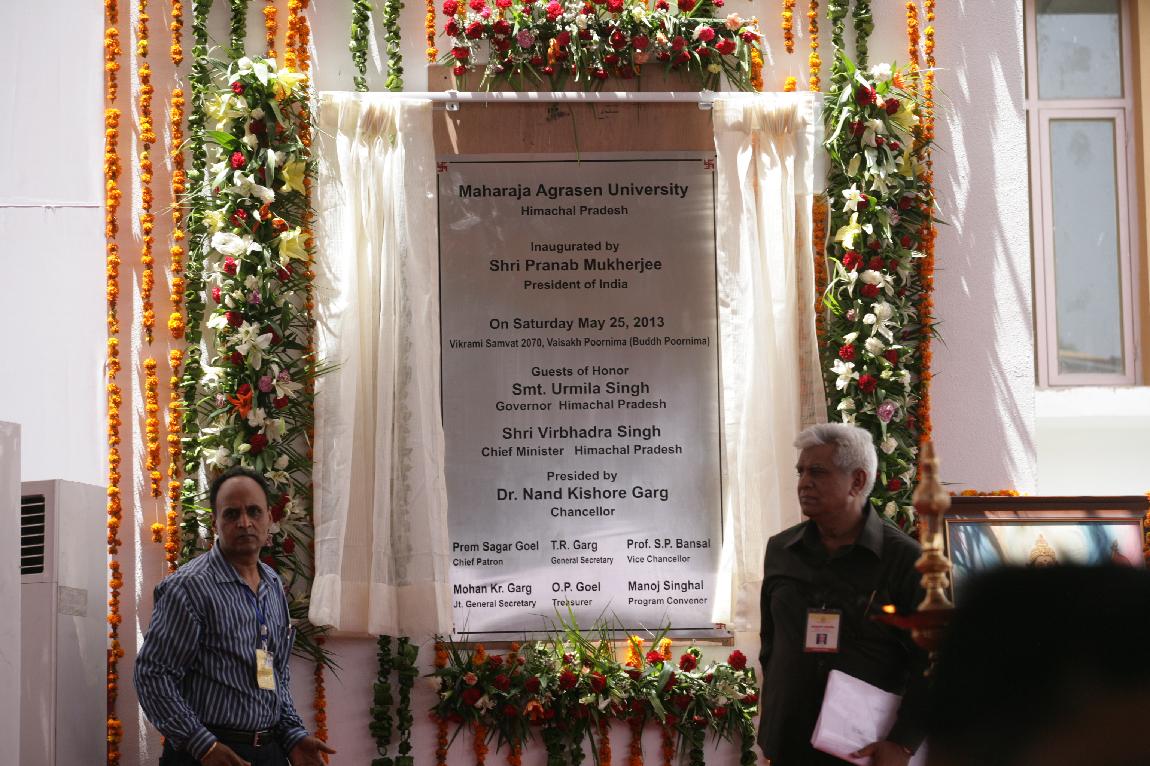 Maharaja Agrasen University
Himachal Pradesh
Inaugurated by
Shri Pranab Mukherjee
President of India
On Saturday May 25, 2013
Vikrami Samvat 2070, Vaisakh Poornima (Buddh Poornima)
Guests of Honor
Smt. Urmila Singh
Governor Himachal Pradesh
Shri Virbhadra Singh
Chief Minister Himachal Pradesh
Presided by
Dr. Nand Kishore Garg
Chancellor
Prem Sagar Goel T.R. Garg Prof. S.P. Bansal
Chief Patron General Secretary Vice Chancellor
Mohan Kr. Garg O.P. Goel Manoj Singhal
Jt. General Secretary Treasurer Program Convener